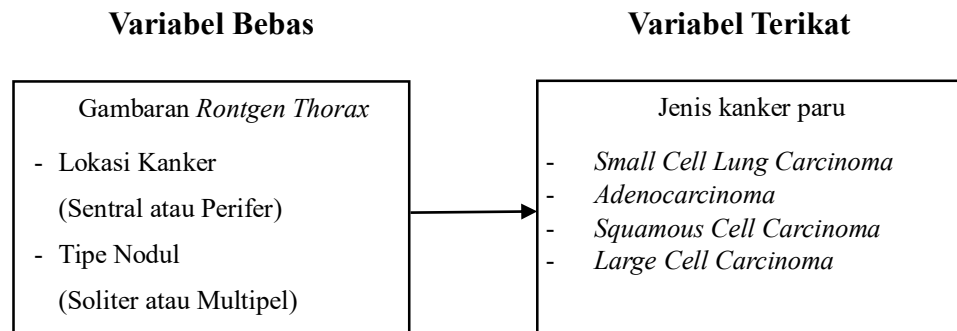 Variabel Bebas
Variabel Terikat
Gambaran Rontgen Thorax
- Lokasi Kanker
(Sentral atau Perifer)
- Tipe Nodul
(Soliter atau Multipel)
Jenis kanker paru
- Small Cell Lung Carcinoma
- Adenocarcinoma
- Squamous Cell Carcinoma
- Large Cell Carcinoma